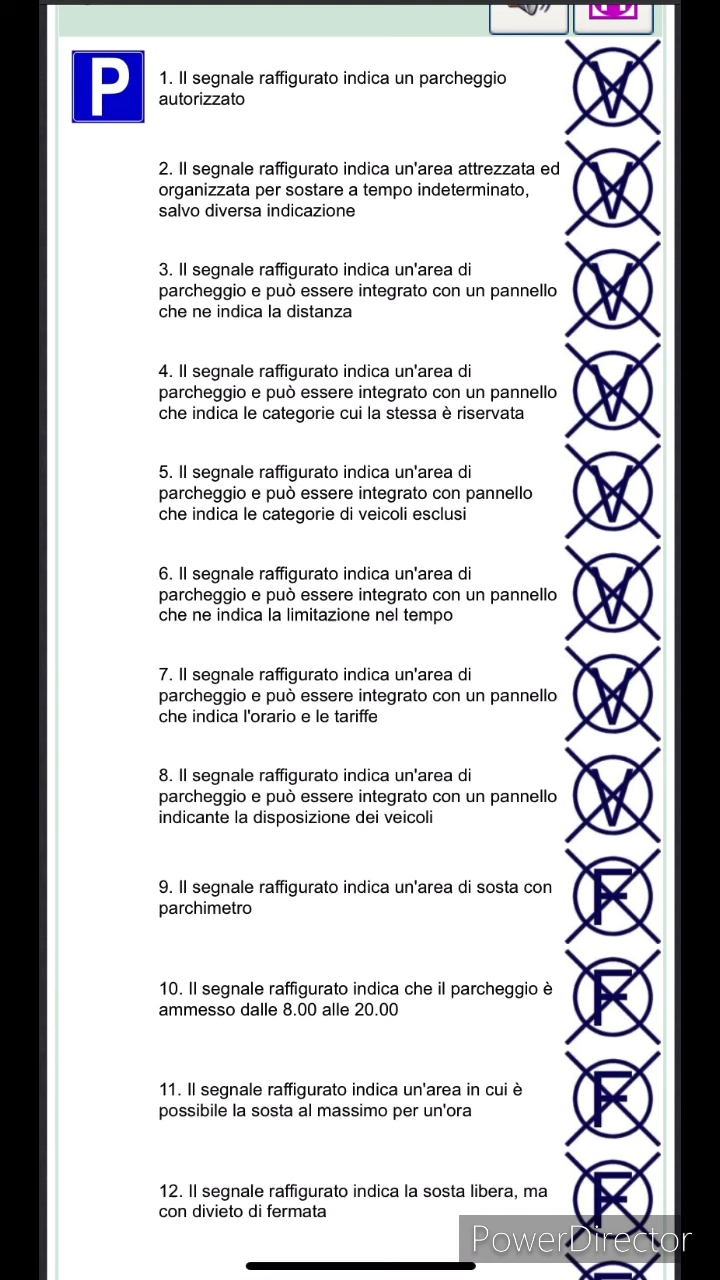 P
1. Il segnale raffigurato indica un parcheggio
autorizzato
V
2. Il segnale raffigurato indica un'area attrezzata ed
organizzata per sostare a tempo indeterminato,
salvo diversa indicazione
V
3. Il segnale raffigurato indica un'area di
parcheggio e può essere integrato con un pannello
che ne indica la distanza
V
4. Il segnale raffigurato indica un'area di
parcheggio e può essere integrato con un pannello
che indica le categorie cui la stessa è riservata
V
5. Il segnale raffigurato indica un'area di
parcheggio e può essere integrato con pannello
che indica le categorie di veicoli esclusi
V
6. Il segnale raffigurato indica un'area di
parcheggio e può essere integrato con un pannello
che ne indica la limitazione nel tempo
V
7. Il segnale raffigurato indica un'area di
parcheggio e può essere integrato con un pannello
che indica l'orario e le tariffe
V
8. Il segnale raffigurato indica un'area di
parcheggio e può essere integrato con un pannello
indicante la disposizione dei veicoli
V
9. Il segnale raffigurato indica un'area di sosta con
parchimetro
F
10. Il segnale raffigurato indica che il parcheggio è
ammesso dalle 8.00 alle 20.00
F
11. Il segnale raffigurato indica un'area in cui è
possibile la sosta al massimo per un'ora
F
12. Il segnale raffigurato indica la sosta libera, ma
con divieto di fermata
F
PowerDirector